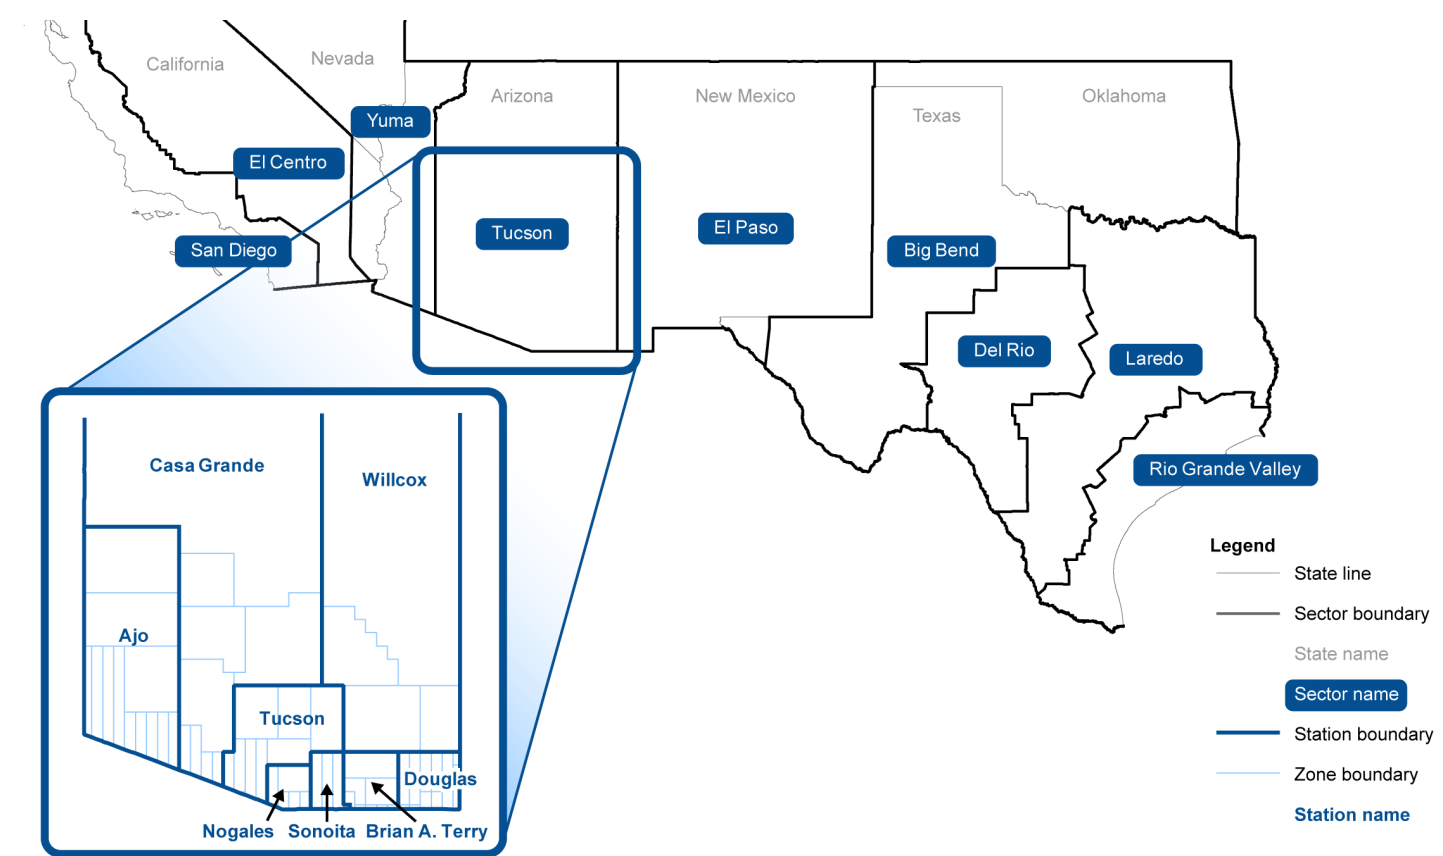 California
Nevada
Arizona
New Mexico
Texas
Oklahoma
Yuma
El Centro
San Diego
Tucson
El Paso
Big Bend
Del Rio
Laredo
Rio Grande Valley
Casa Grande
Willcox
Ajo
Tucson
Douglas
Nogales
Sonoita
Brian A. Terry
Legend
State line
Sector boundary
State name
Sector name
Station boundary
Zone boundary
Station name